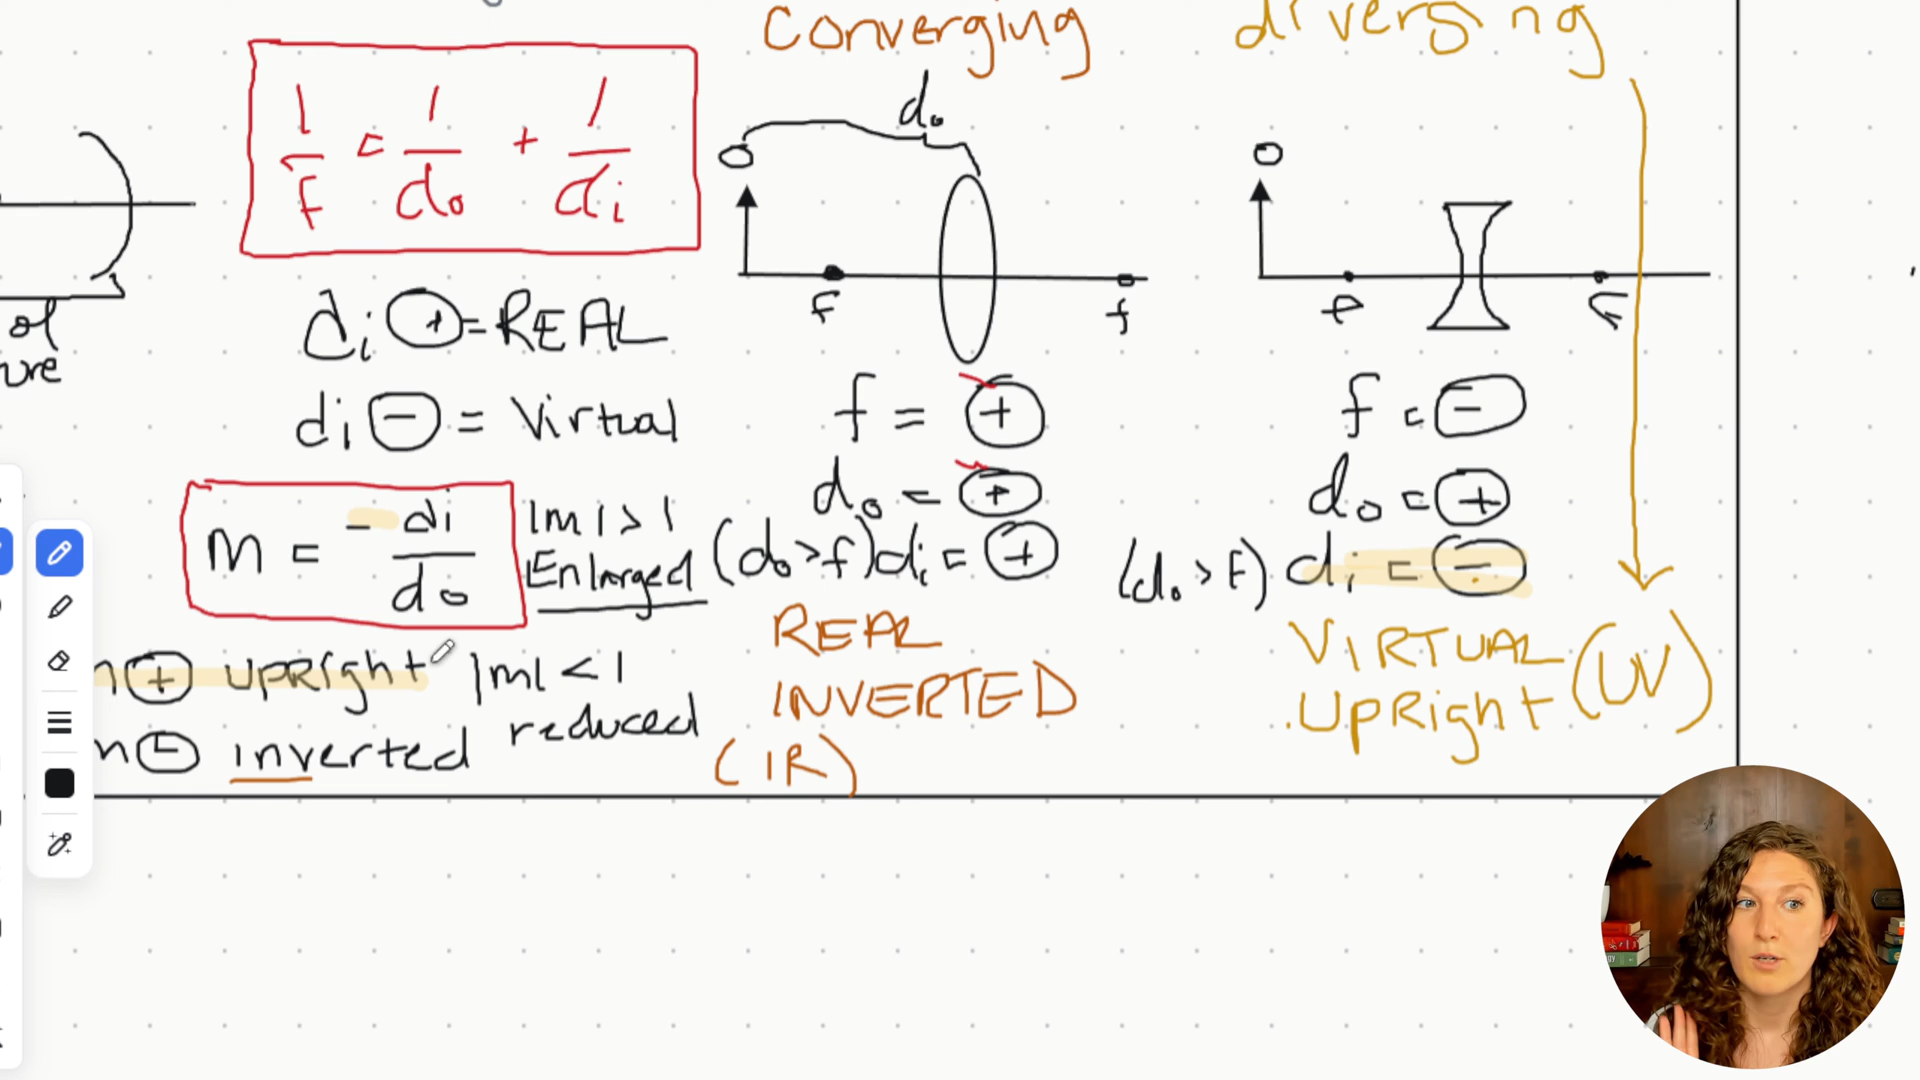 Converging
diverging
1/F = 1/do + 1/di
do
O
O
F
f
F
F
ol
ure
di + = REAL
di - = Virtual
f = +
f = -
do = +
do = +
m = - di/do
|m| > 1
Enlarged
(do > f) di = +
(do > F) di = -
m + upright
|m| < 1
reduced
m - inverted
REAL
INVERTED
(IR)
VIRTUAL
UpRight (UV)